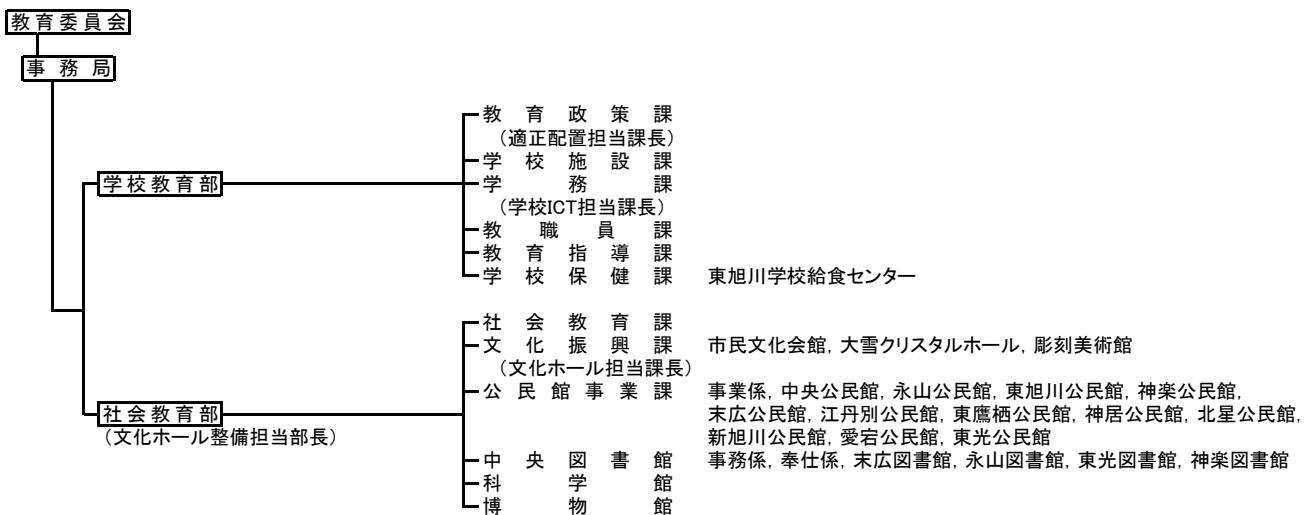 教育委員会
事務局
教育政策課
（適正配置担当課長）
学校施設課
学校教育部
学務課
（学校ICT担当課長）
教職員課
教育指導課
学校保健課 東旭川学校給食センター
社会教育課
文化振興課 市民文化会館, 大雪クリスタルホール, 彫刻美術館
（文化ホール担当課長）
公民館事業課 事業係, 中央公民館, 永山公民館, 東旭川公民館, 神楽公民館,
社会教育部 末広公民館, 江丹別公民館, 東鷹栖公民館, 神居公民館, 北星公民館,
（文化ホール整備担当部長） 新旭川公民館, 愛宕公民館, 東光公民館
中央図書館 事務係, 奉仕係, 末広図書館, 永山図書館, 東光図書館, 神楽図書館
科学館
博物館